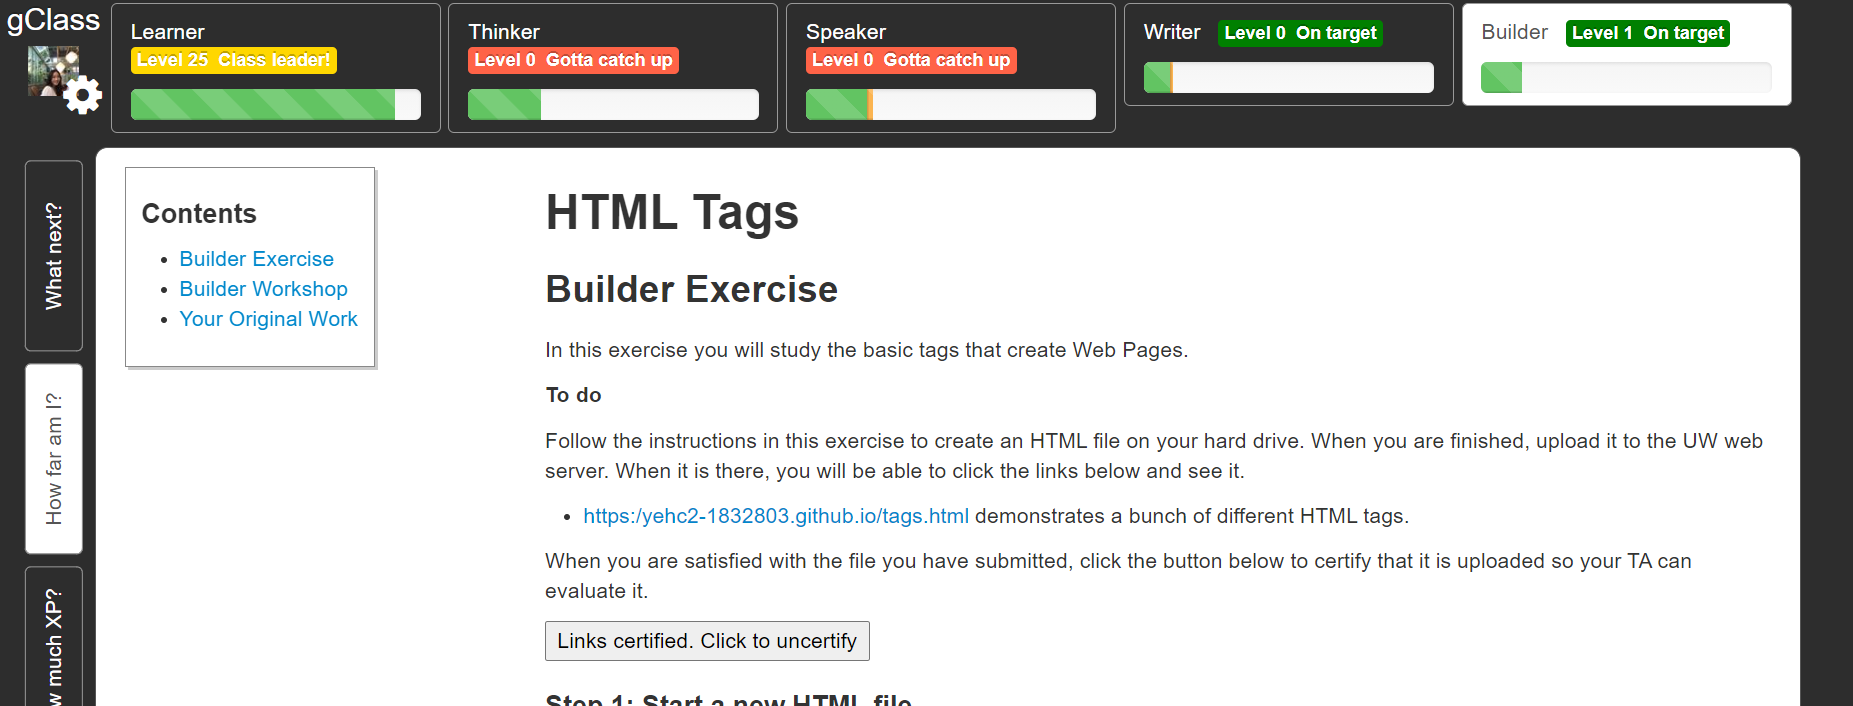 gClass
Learner
Level 25 Class leader!
Thinker
Level 0 Gotta catch up
Speaker
Level 0 Gotta catch up
Writer Level 0 On target
Builder Level 1 On target
What next?
How far am I?
much XP?
Contents
Builder Exercise
Builder Workshop
Your Original Work
HTML Tags
Builder Exercise
In this exercise you will study the basic tags that create Web Pages.
To do
Follow the instructions in this exercise to create an HTML file on your hard drive. When you are finished, upload it to the UW web
server. When it is there, you will be able to click the links below and see it.
https:/yehc2-1832803.github.io/tags.html demonstrates a bunch of different HTML tags.
When you are satisfied with the file you have submitted, click the button below to certify that it is uploaded so your TA can
evaluate it.
Links certified. Click to uncertify
Step 1: Start a new HTML file